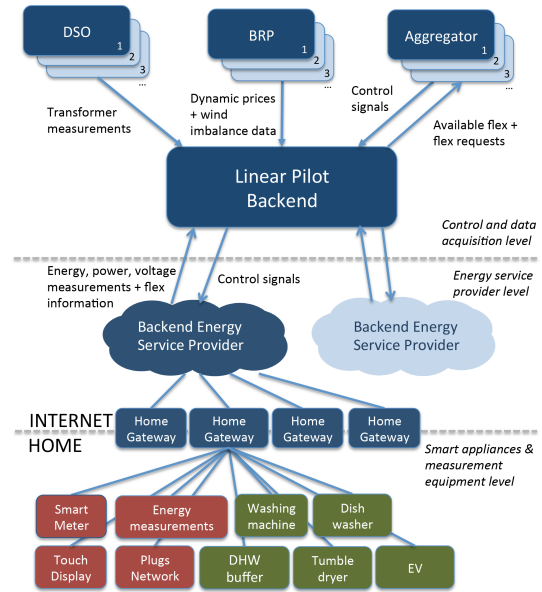 DSO
1
2
3
...
BRP
1
2
3
...
Aggregator
1
2
3
...
Transformer
measurements
Dynamic prices
+ wind
imbalance data
Control
signals
Available flex +
flex requests
Linear Pilot
Backend
Control and data
acquisition level
Energy, power, voltage
measurements + flex
information
Control signals
Energy service
provider level
Backend Energy
Service Provider
Backend Energy
Service Provider
INTERNET
HOME
Home
Gateway
Home
Gateway
Home
Gateway
Home
Gateway
Smart appliances &
measurement
equipment level
Smart
Meter
Energy
measurements
Washing
machine
Dish
washer
Touch
Display
Plugs
Network
DHW
buffer
Tumble
dryer
EV